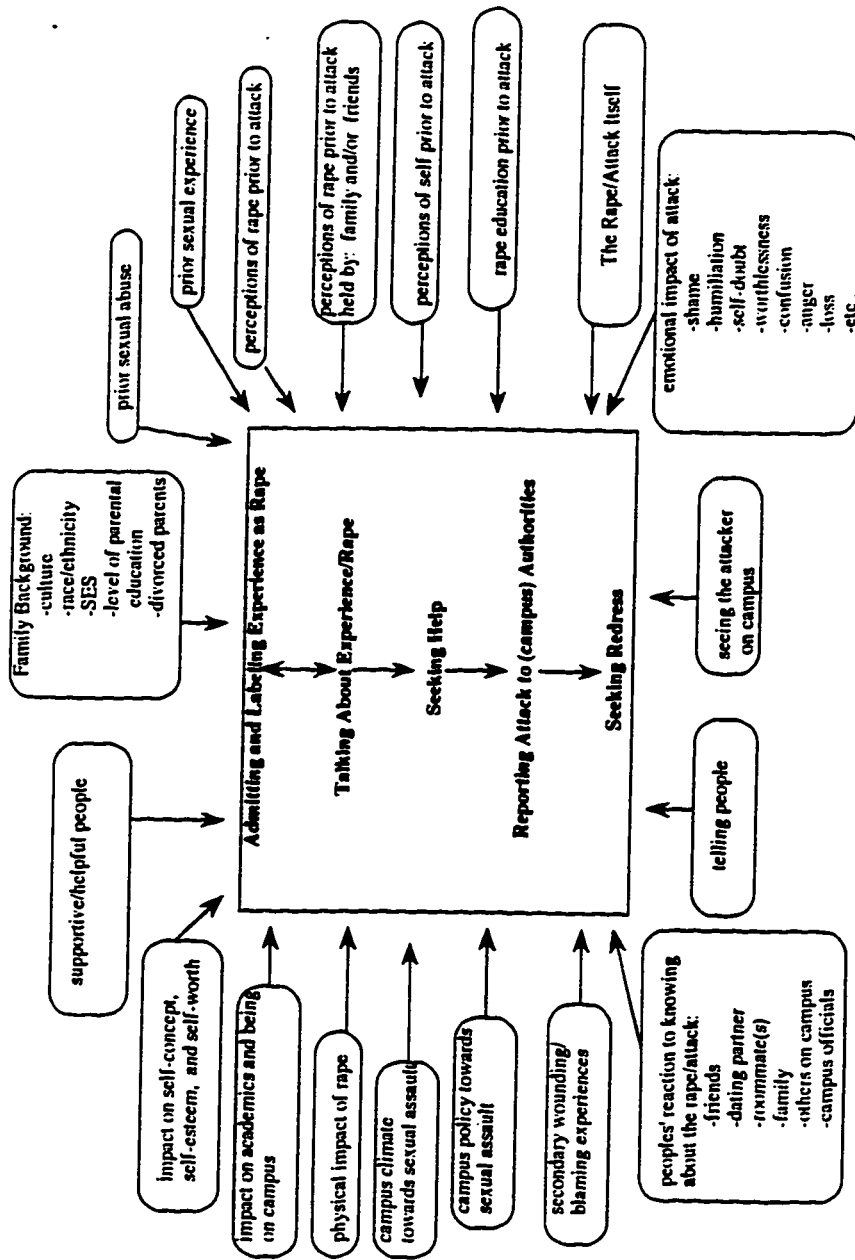 supportive/helpful people
Family Background:
-culture
-race/ethnicity
-SES
-level of parental
education
-divorced parents
prior sexual abuse
prior sexual experience
perceptions of rape prior to attack
perceptions of rape prior to attack
held by: family and/or friends
perceptions of self prior to attack
rape education prior to attack
The Rape/Attack Itself
emotional impact of attack:
-shame
-humiliation
-self-doubt
-worthlessness
-confusion
-anger
-loss
-etc.
impact on self-concept,
self-esteem, and self-worth
impact on academics and being
on campus
physical impact of rape
campus climate
towards sexual assault
campus policy towards
sexual assault
secondary wounding/
blaming experiences
peoples' reaction to knowing
about the rape/attack:
-friends
-dating partner
-roommate(s)
-family
-others on campus
-campus officials
Admitting and Labeling Experience as Rape
Talking About Experience/Rape
Seeking Help
Reporting Attack to (campus) Authorities
Seeking Redress
telling people
seeing the attacker
on campus